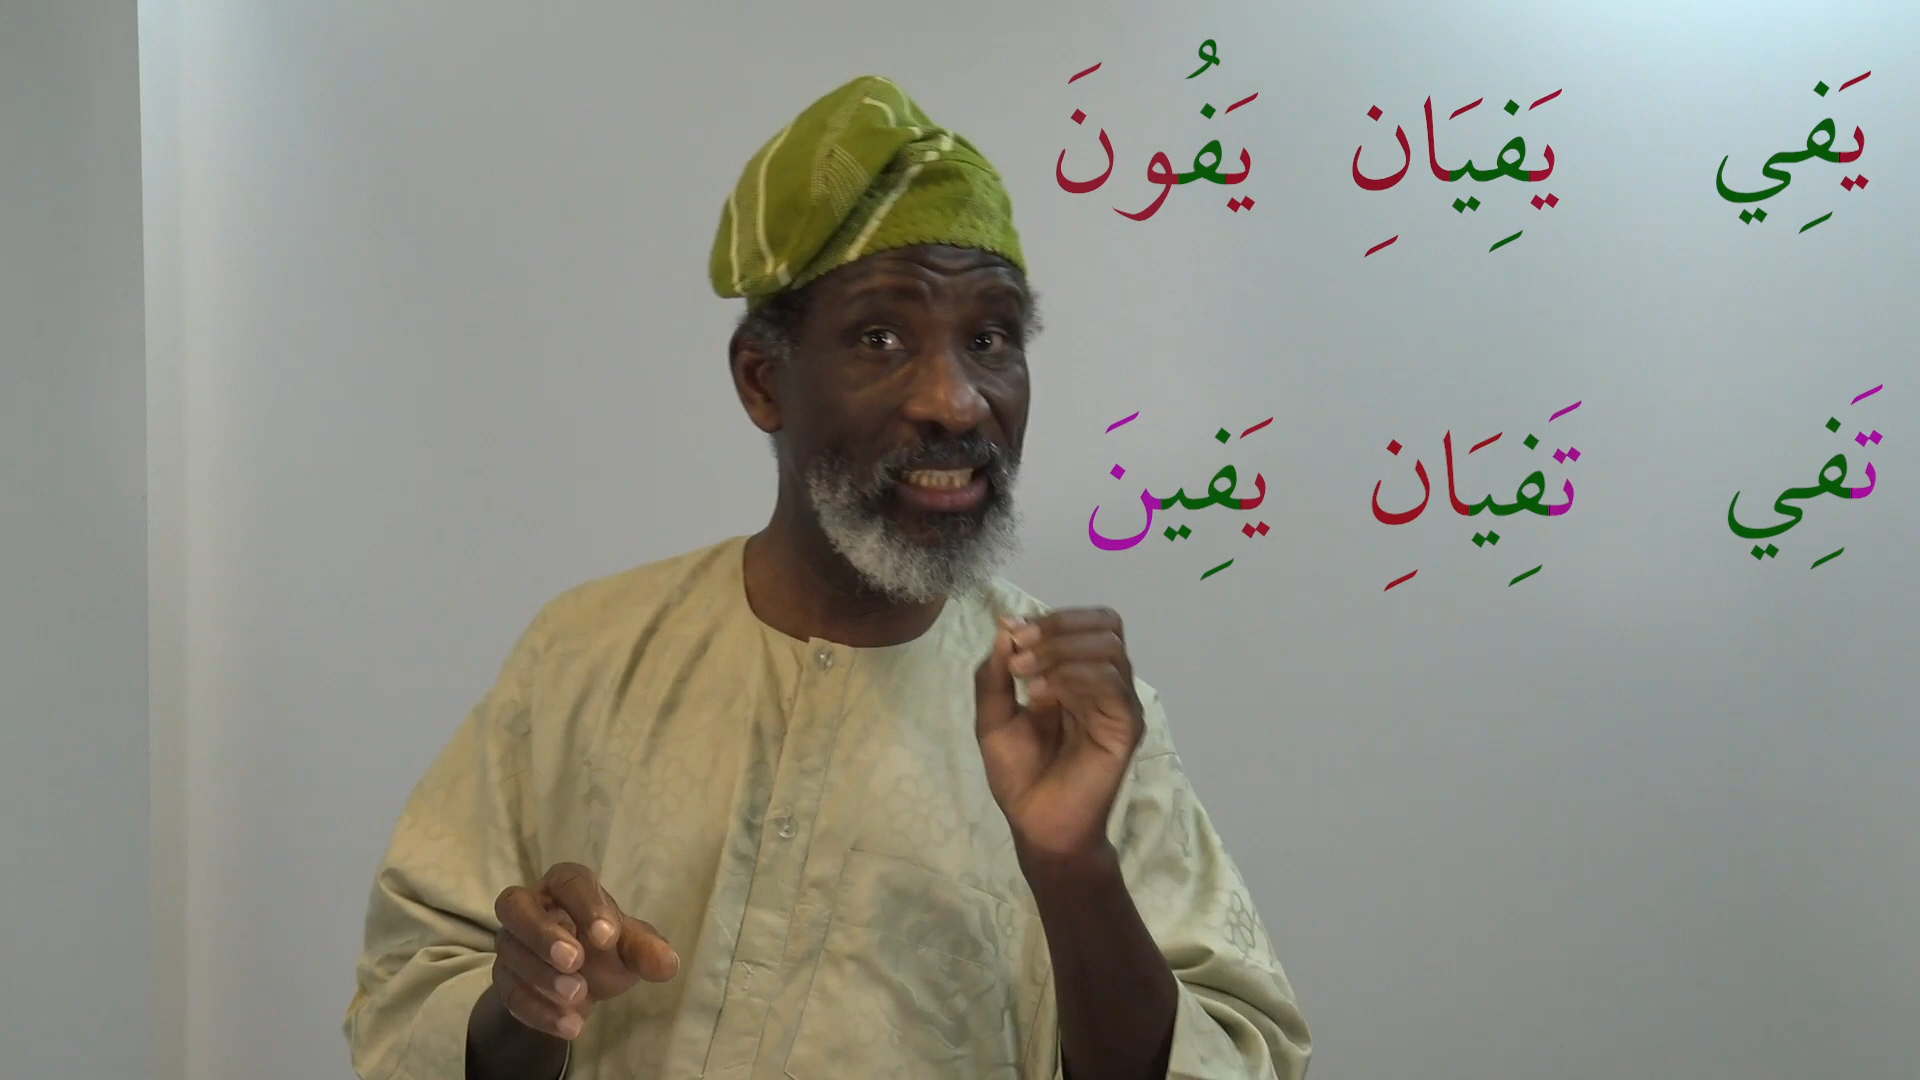 يَفِي يَفِيَانِ يَفُونَ
تَفِي تَفِيَانِ يَفِينَ